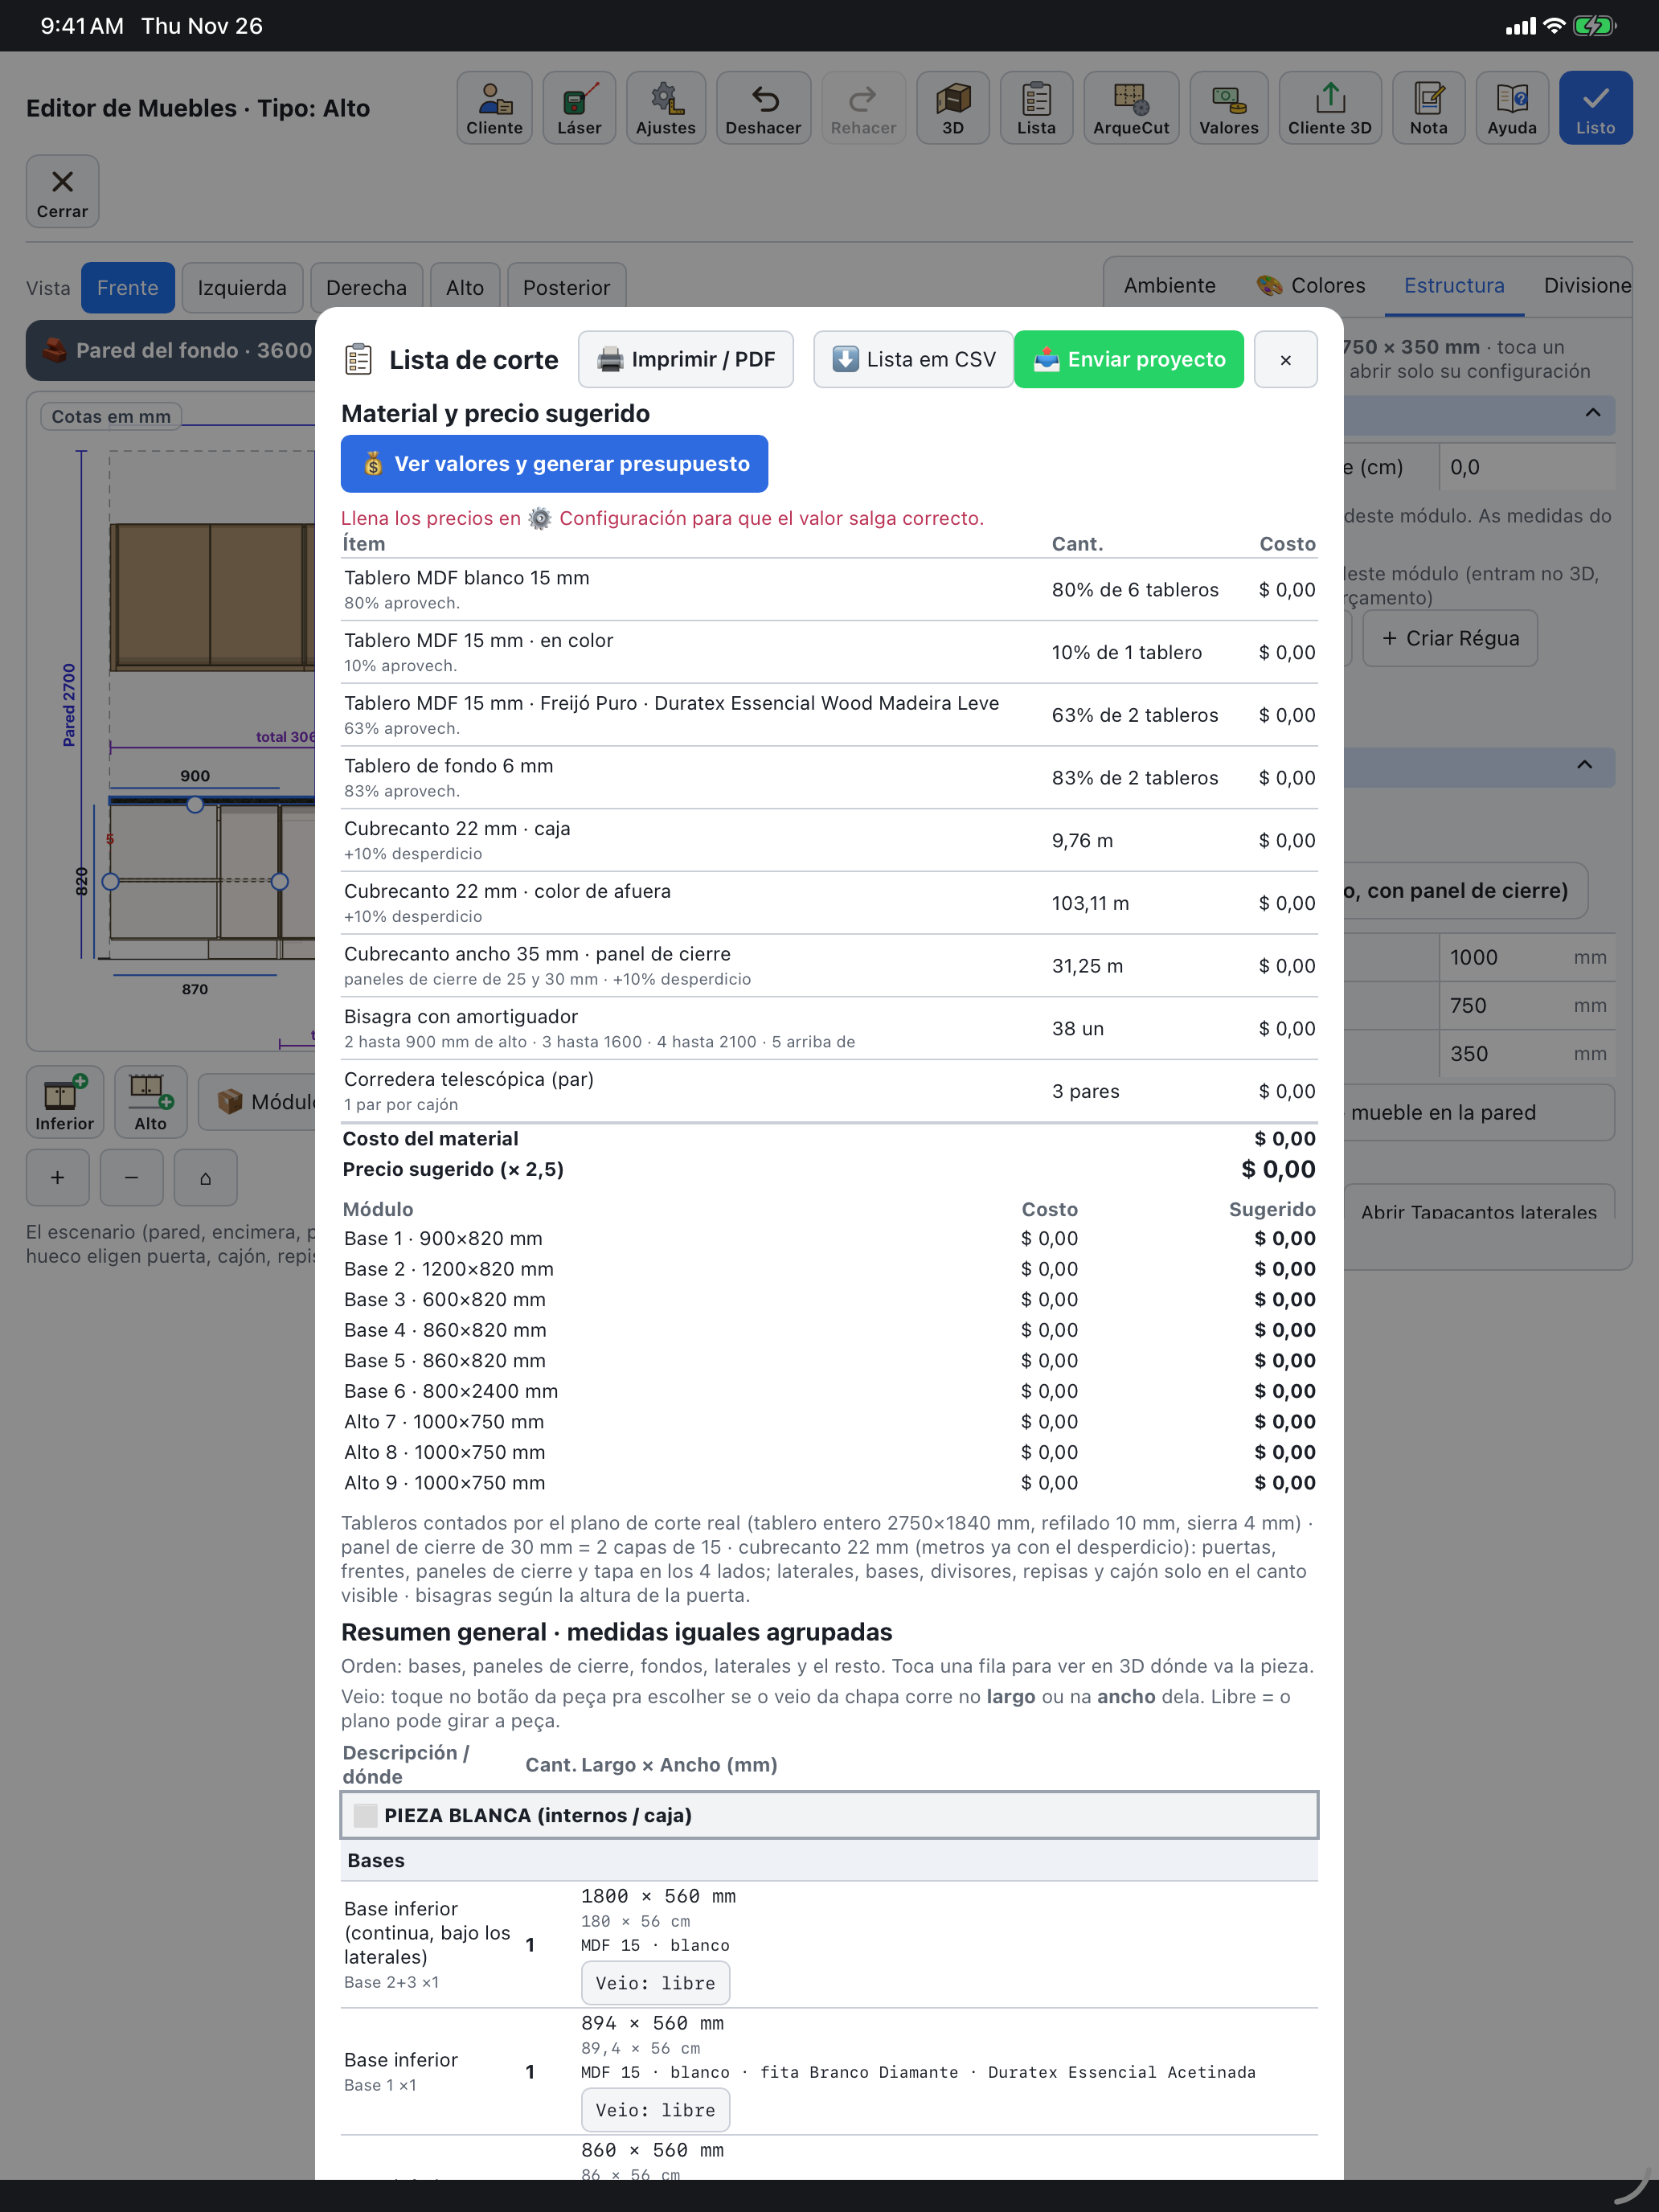 9:41 AM Thu Nov 26
Editor de Muebles · Tipo: Alto
Cliente
Láser
Ajustes
Deshacer
Rehacer
3D
Lista
ArqueCut
Valores
Cliente 3D
Nota
Ayuda
Listo
Cerrar
Vista
Frente
Izquierda
Derecha
Alto
Posterior
Ambiente
Colores
Estructura
Divisione
Pared del fondo · 3600
750 × 350 mm · toca un
abrir solo su configuración
Cotas em mm
e (cm)
0,0
deste módulo. As medidas do
deste módulo (entram no 3D,
rçamento)
+ Criar Régua
Pared 2700
total 306
900
5
820
870
o, con panel de cierre)
1000 mm
750 mm
350 mm
mueble en la pared
Abrir Tapacantos laterales
Inferior
Alto
Módul
+
−
El escenario (pared, encimera, p
hueco eligen puerta, cajón, repis
Lista de corte
Imprimir / PDF
Lista em CSV
Enviar proyecto
×
Material y precio sugerido
Ver valores y generar presupuesto
Llena los precios en Configuración para que el valor salga correcto.
Ítem Cant. Costo
Tablero MDF blanco 15 mm
80% aprovech.
80% de 6 tableros $ 0,00
Tablero MDF 15 mm · en color
10% aprovech.
10% de 1 tablero $ 0,00
Tablero MDF 15 mm · Freijó Puro · Duratex Essencial Wood Madeira Leve
63% aprovech.
63% de 2 tableros $ 0,00
Tablero de fondo 6 mm
83% aprovech.
83% de 2 tableros $ 0,00
Cubrecanto 22 mm · caja
+10% desperdicio
9,76 m $ 0,00
Cubrecanto 22 mm · color de afuera
+10% desperdicio
103,11 m $ 0,00
Cubrecanto ancho 35 mm · panel de cierre
paneles de cierre de 25 y 30 mm · +10% desperdicio
31,25 m $ 0,00
Bisagra con amortiguador
2 hasta 900 mm de alto · 3 hasta 1600 · 4 hasta 2100 · 5 arriba de
38 un $ 0,00
Corredera telescópica (par)
1 par por cajón
3 pares $ 0,00
Costo del material $ 0,00
Precio sugerido (× 2,5) $ 0,00
Módulo Costo Sugerido
Base 1 · 900×820 mm $ 0,00 $ 0,00
Base 2 · 1200×820 mm $ 0,00 $ 0,00
Base 3 · 600×820 mm $ 0,00 $ 0,00
Base 4 · 860×820 mm $ 0,00 $ 0,00
Base 5 · 860×820 mm $ 0,00 $ 0,00
Base 6 · 800×2400 mm $ 0,00 $ 0,00
Alto 7 · 1000×750 mm $ 0,00 $ 0,00
Alto 8 · 1000×750 mm $ 0,00 $ 0,00
Alto 9 · 1000×750 mm $ 0,00 $ 0,00
Tableros contados por el plano de corte real (tablero entero 2750×1840 mm, refilado 10 mm, sierra 4 mm) ·
panel de cierre de 30 mm = 2 capas de 15 · cubrecanto 22 mm (metros ya con el desperdicio): puertas,
frentes, paneles de cierre y tapa en los 4 lados; laterales, bases, divisores, repisas y cajón solo en el canto
visible · bisagras según la altura de la puerta.
Resumen general · medidas iguales agrupadas
Orden: bases, paneles de cierre, fondos, laterales y el resto. Toca una fila para ver en 3D dónde va la pieza.
Veio: toque no botão da peça pra escolher se o veio da chapa corre no largo ou na ancho dela. Libre = o
plano pode girar a peça.
Descripción /
dónde
Cant. Largo × Ancho (mm)
PIEZA BLANCA (internos / caja)
Bases
Base inferior
(continua, bajo los
laterales)
Base 2+3 ×1
1
1800 × 560 mm
180 × 56 cm
MDF 15 · blanco
Veio: libre
Base inferior
Base 1 ×1
1
894 × 560 mm
89,4 × 56 cm
MDF 15 · blanco · fita Branco Diamante · Duratex Essencial Acetinada
Veio: libre
860 × 560 mm
86 × 56 cm